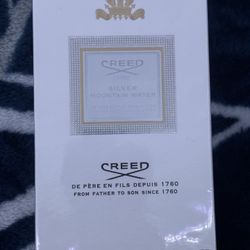 CREED
SILVER
MOUNTAIN WATER
CREED
DE PÈRE EN FILS DEPUIS 1760
FROM FATHER TO SON SINCE 1760